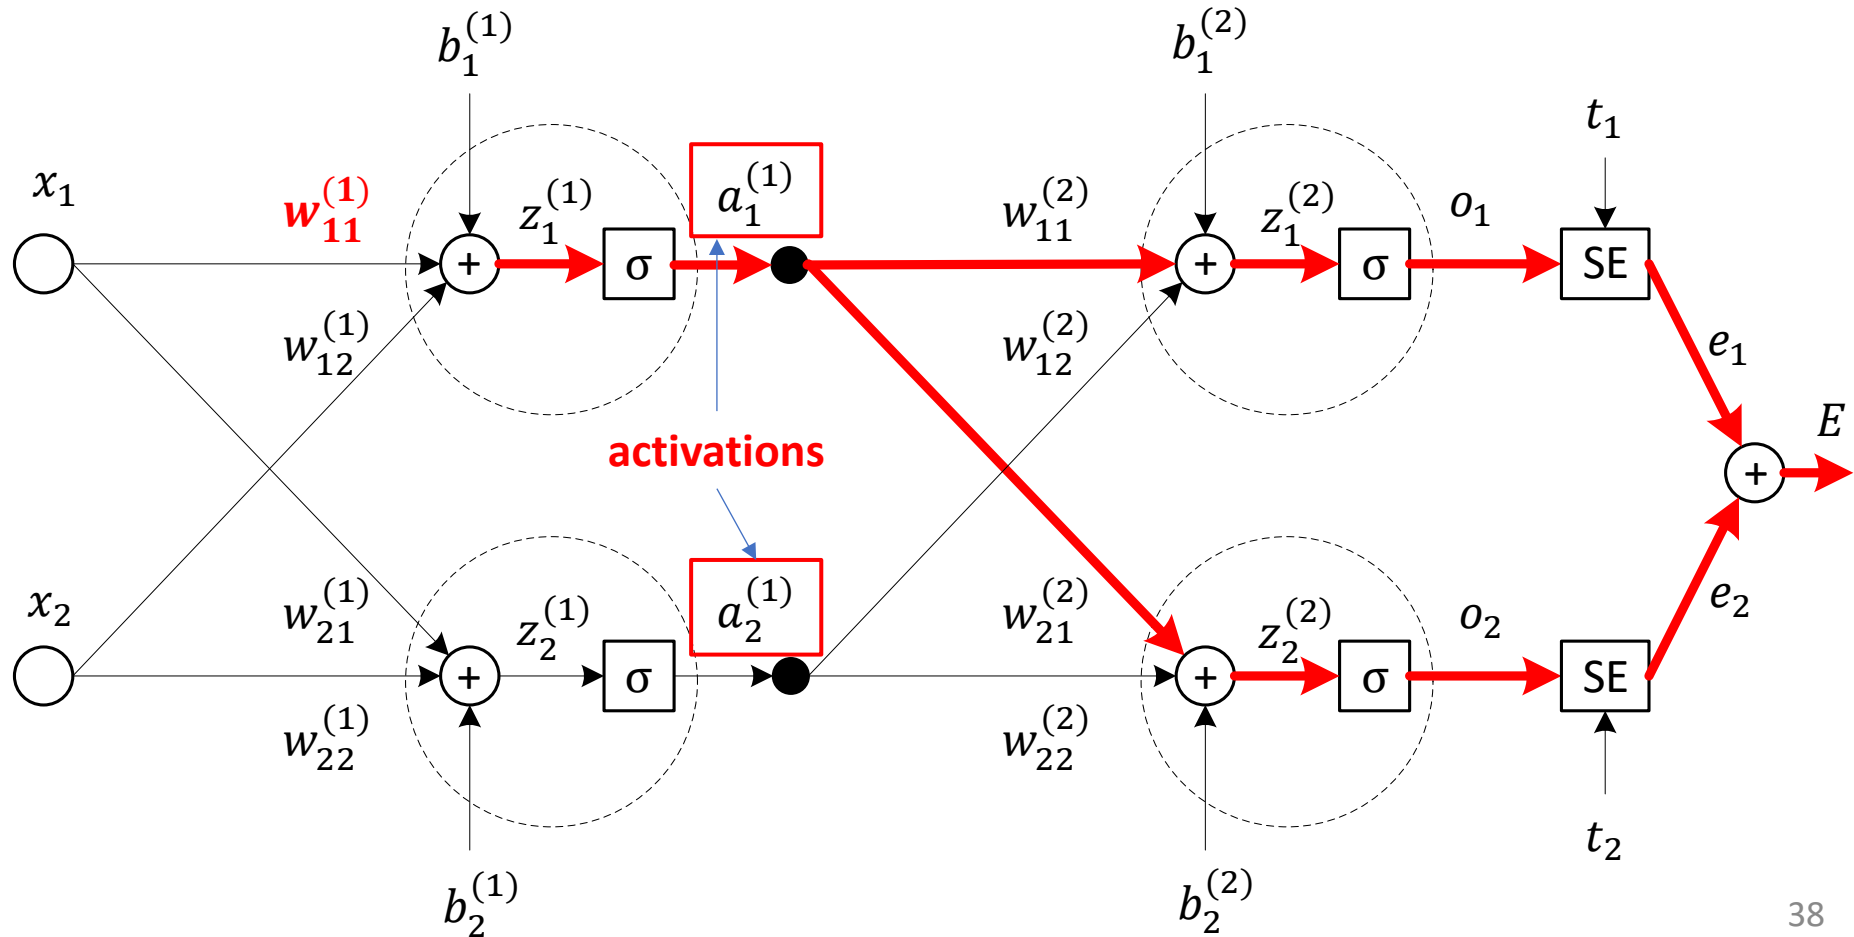 b₁⁽¹⁾
b₁⁽²⁾
t₁
x₁
w₁₁⁽¹⁾
z₁⁽¹⁾
a₁⁽¹⁾
w₁₁⁽²⁾
z₁⁽²⁾
o₁
+
σ
+
σ
SE
w₁₂⁽¹⁾
w₁₂⁽²⁾
e₁
activations
E
+
x₂
w₂₁⁽¹⁾
z₂⁽¹⁾
a₂⁽¹⁾
w₂₁⁽²⁾
z₂⁽²⁾
o₂
e₂
+
σ
+
σ
SE
w₂₂⁽¹⁾
w₂₂⁽²⁾
t₂
b₂⁽¹⁾
b₂⁽²⁾
38